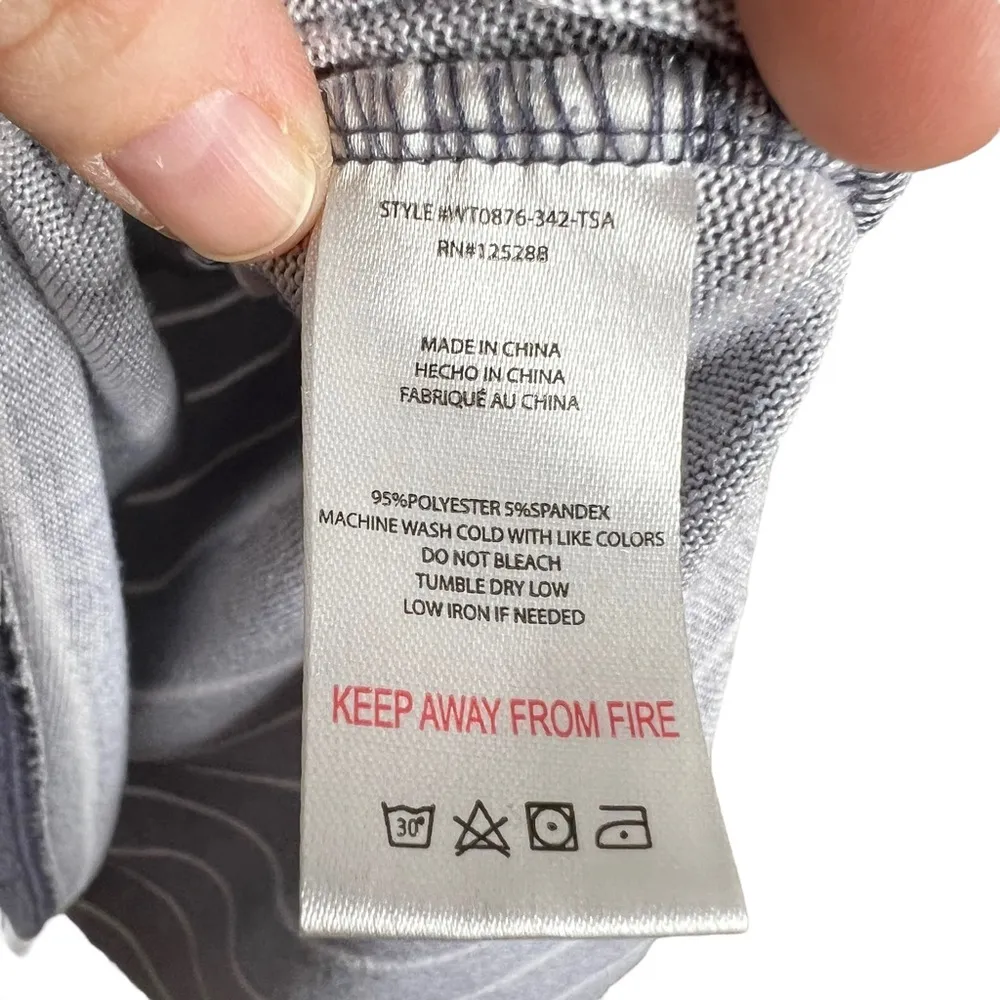 STYLE #WT0876-342-TSA
RN#125288
MADE IN CHINA
HECHO IN CHINA
FABRIQUÉ AU CHINA
95%POLYESTER 5%SPANDEX
MACHINE WASH COLD WITH LIKE COLORS
DO NOT BLEACH
TUMBLE DRY LOW
LOW IRON IF NEEDED
KEEP AWAY FROM FIRE
30°